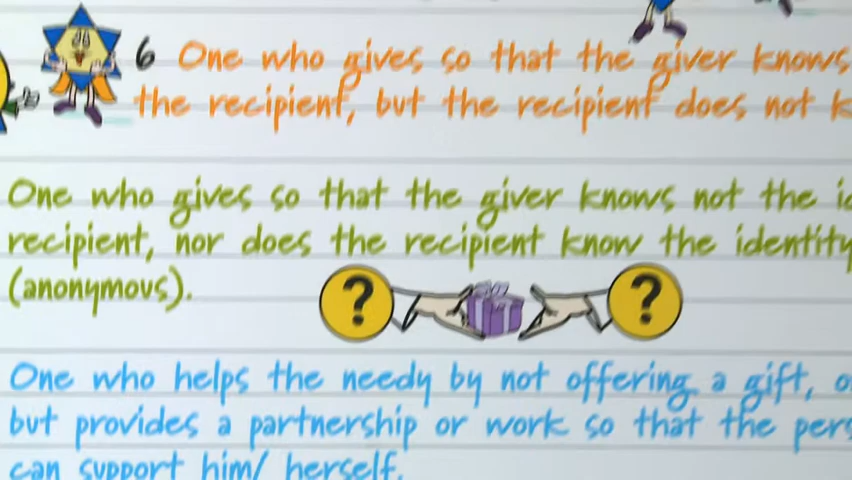 6 One who gives so that the giver knows
the recipient, but the recipient does not
One who gives so that the giver knows not the
recipient, nor does the recipient know the identity
(anonymous).
? ?
One who helps the needy by not offering a gift,
but provides a partnership or work so that the
can support him/ herself.